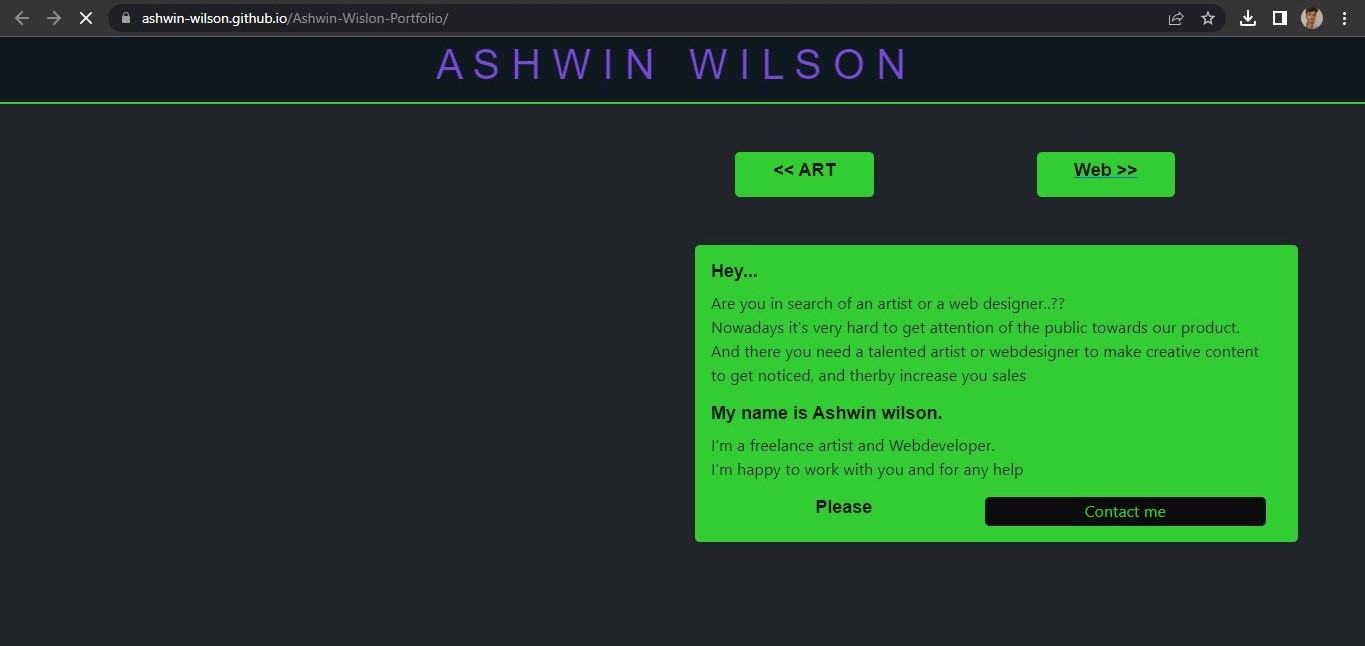 ashwin-wilson.github.io/Ashwin-Wislon-Portfolio/
ASHWIN WILSON
<< ART
Web >>
Hey...
Are you in search of an artist or a web designer..??
Nowadays it's very hard to get attention of the public towards our product.
And there you need a talented artist or webdesigner to make creative content
to get noticed, and therby increase you sales
My name is Ashwin wilson.
I'm a freelance artist and Webdeveloper.
I'm happy to work with you and for any help
Please
Contact me